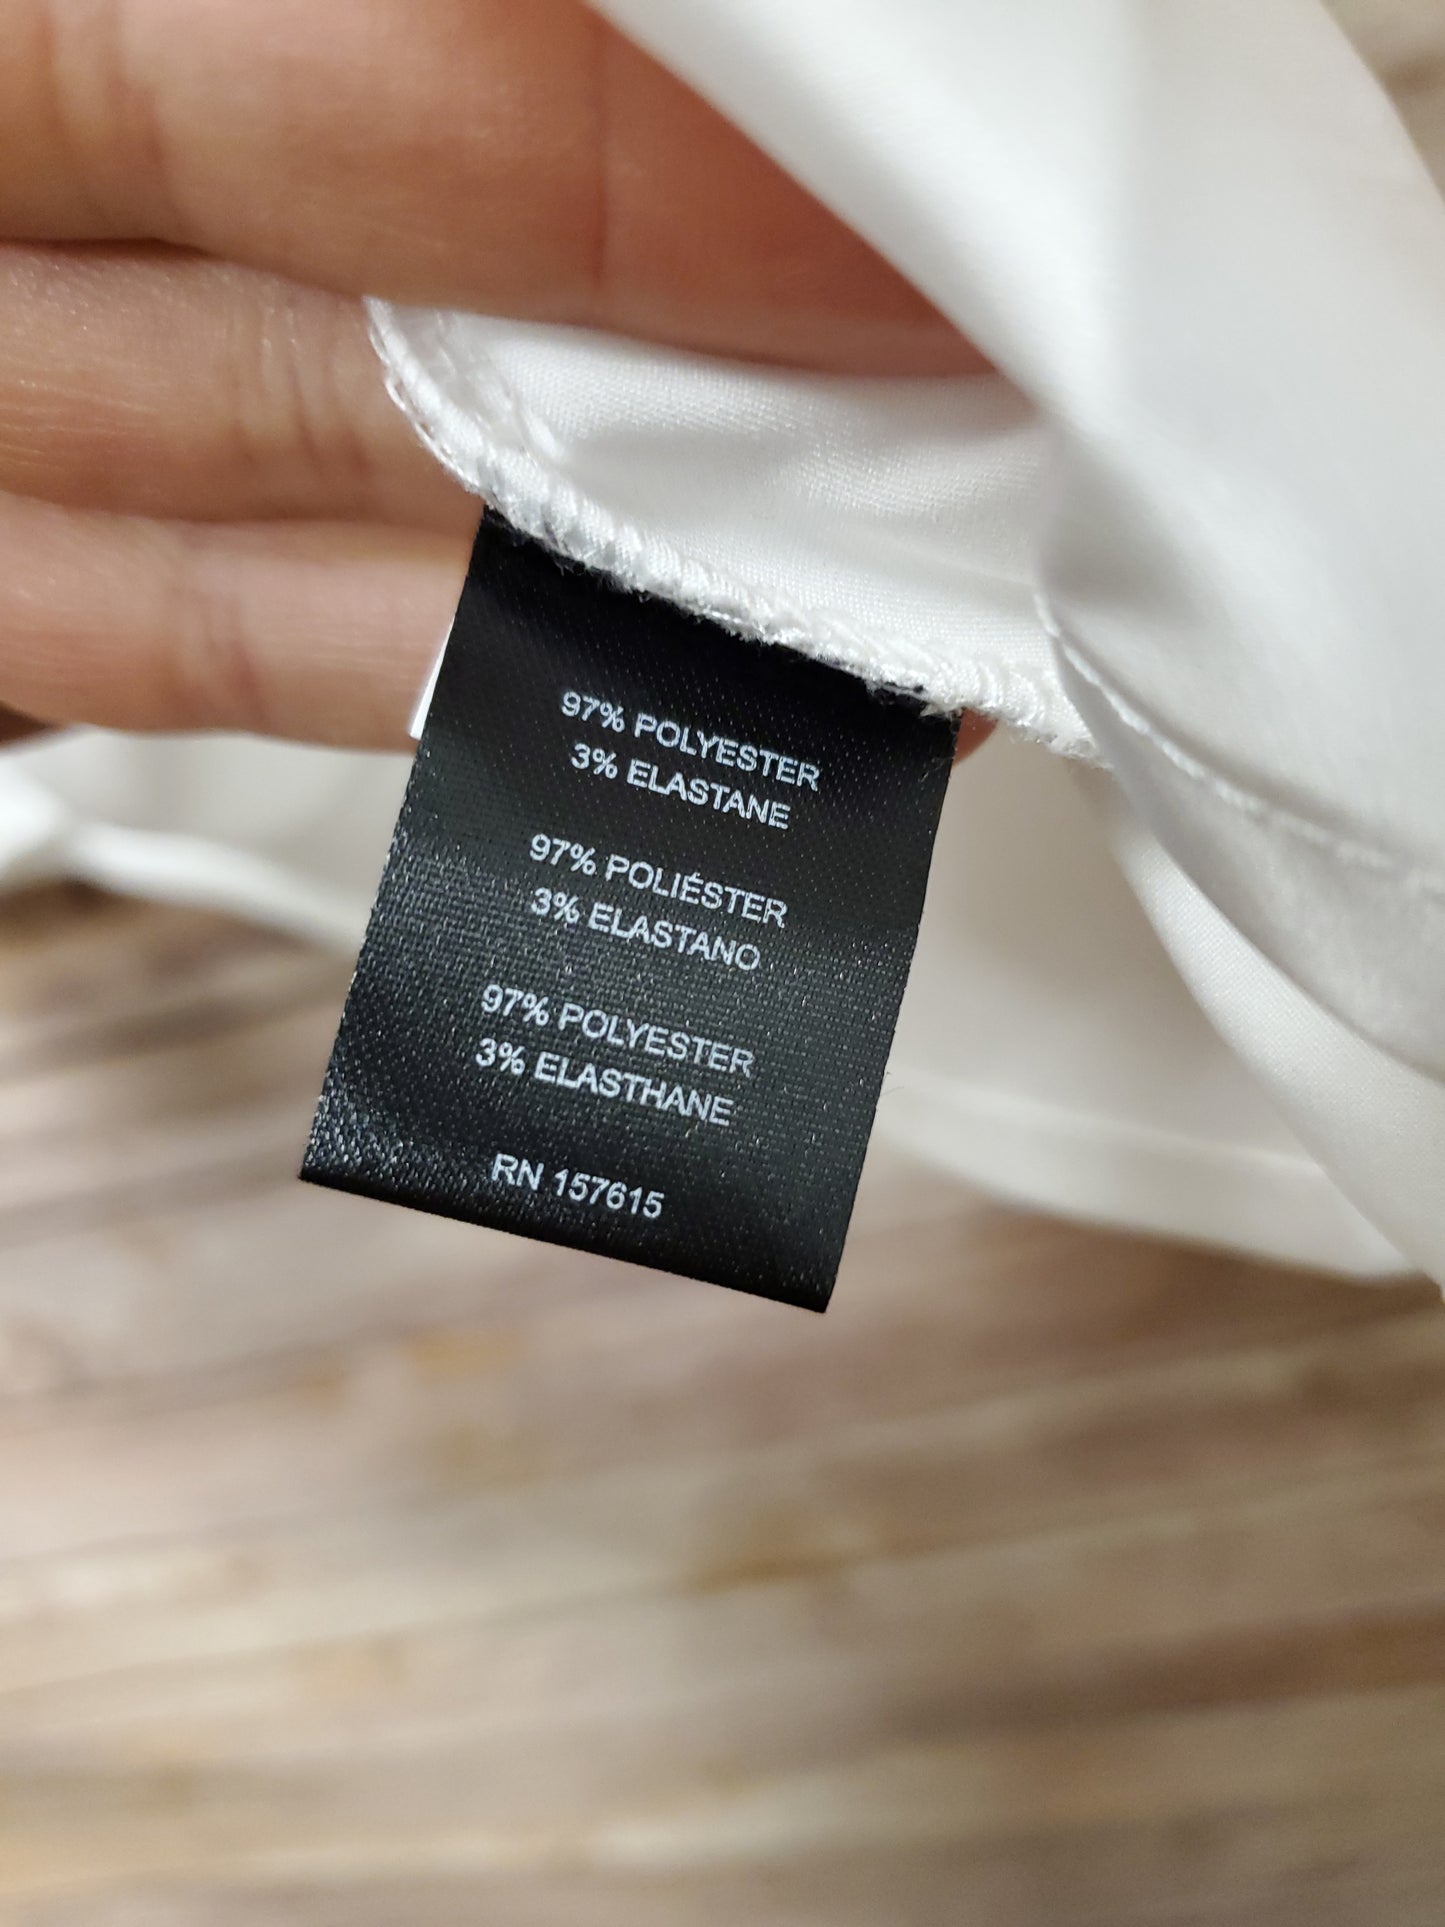 97% POLYESTER
3% ELASTANE
97% POLIÉSTER
3% ELASTANO
97% POLYESTER
3% ELASTHANE
RN 157615